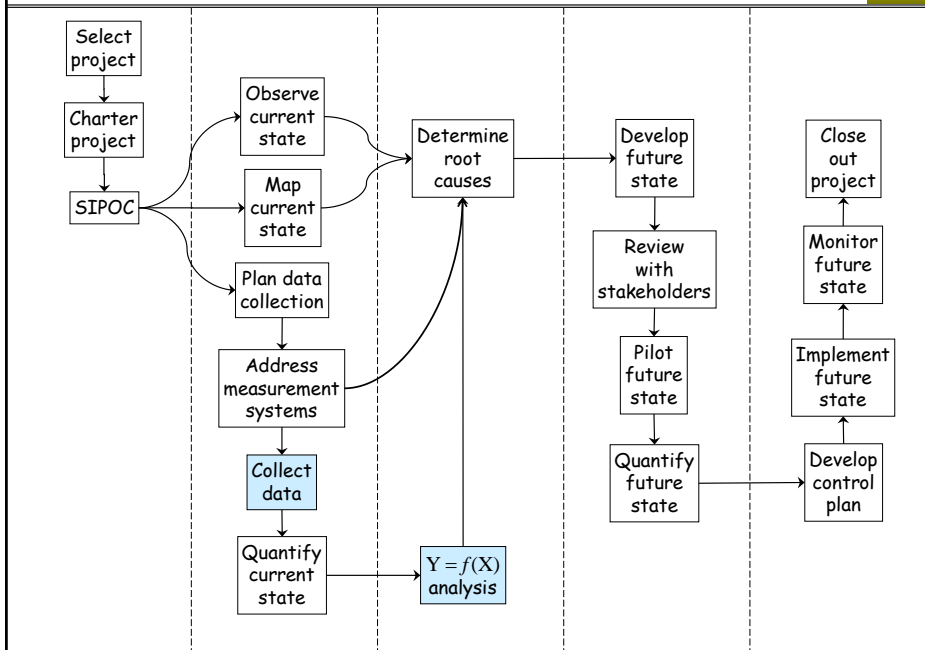 Select
project
Charter
project
SIPOC
Observe
current
state
Map
current
state
Plan data
collection
Address
measurement
systems
Collect
data
Quantify
current
state
Determine
root
causes
Y = f(X)
analysis
Develop
future
state
Review
with
stakeholders
Pilot
future
state
Quantify
future
state
Close
out
project
Monitor
future
state
Implement
future
state
Develop
control
plan